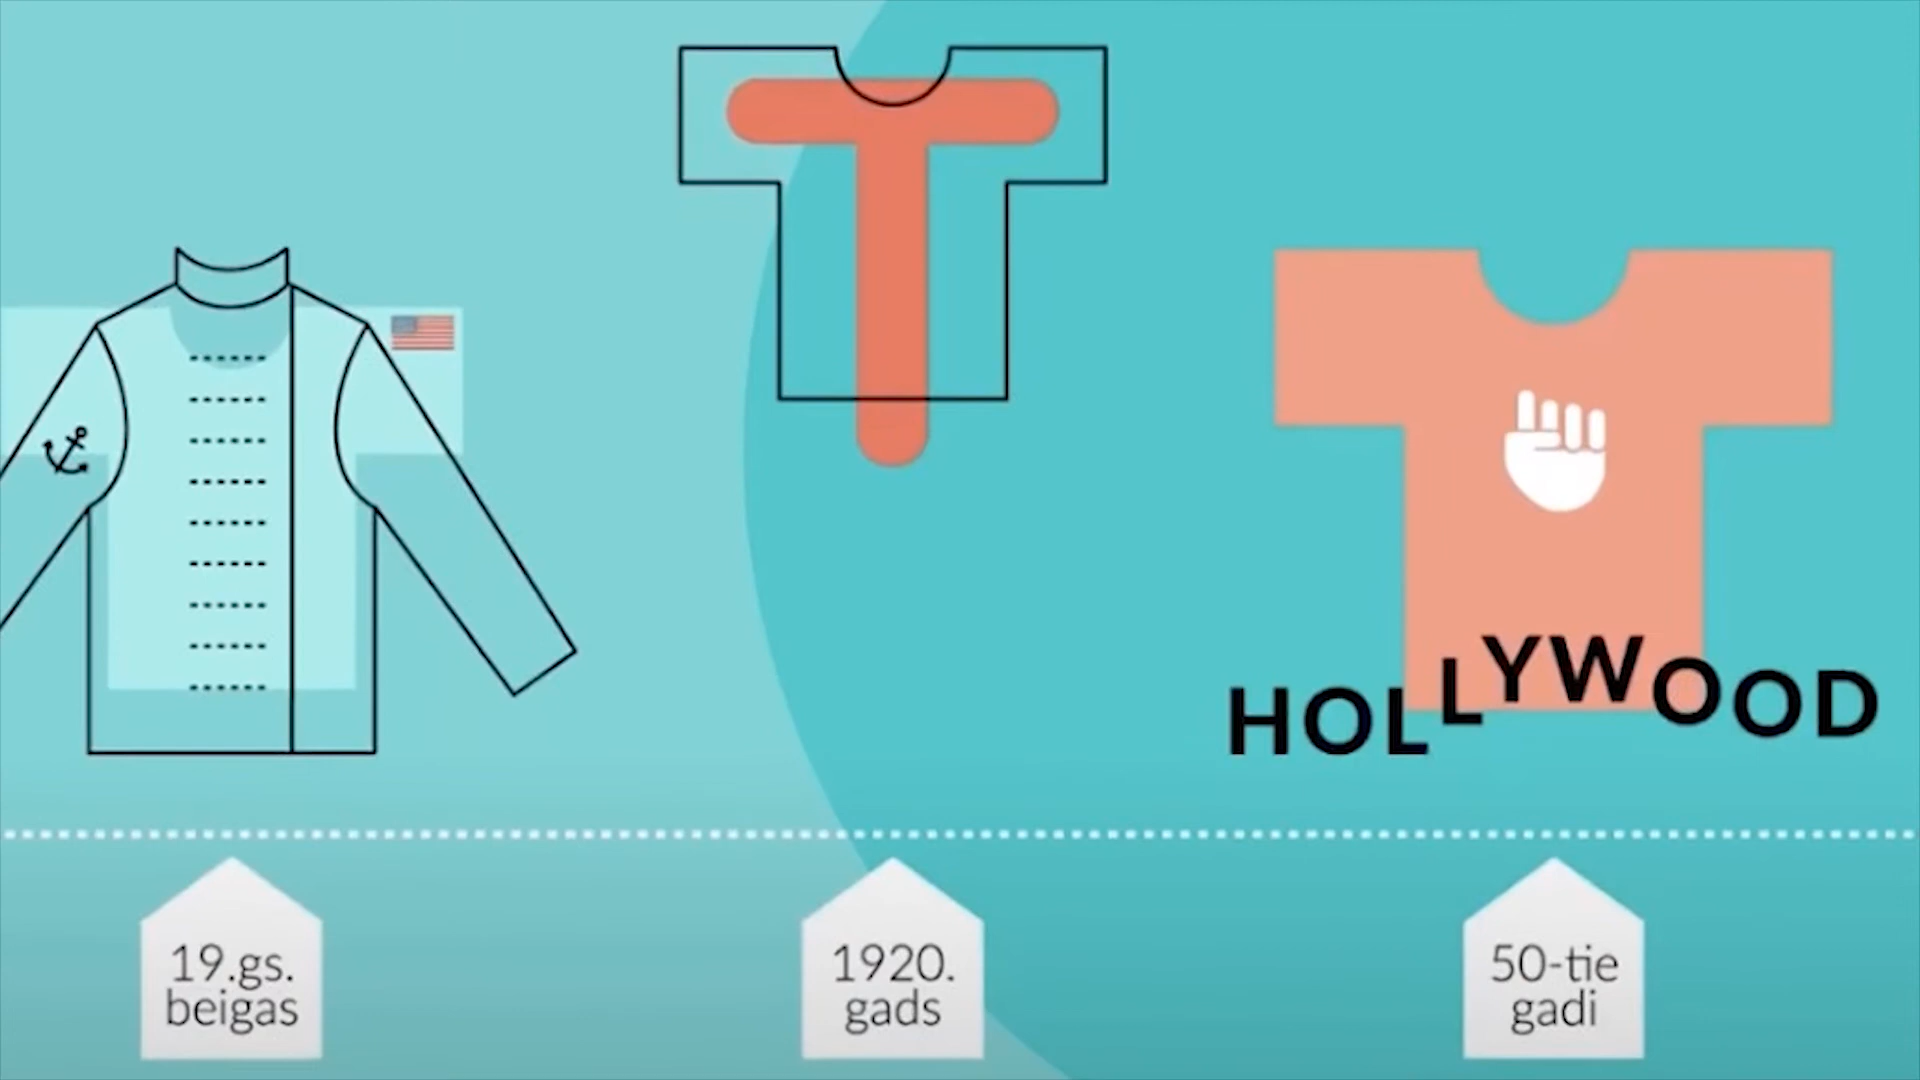 T
HOLLYWOOD
19.gs.
beigas
1920.
gads
50-tie
gadi